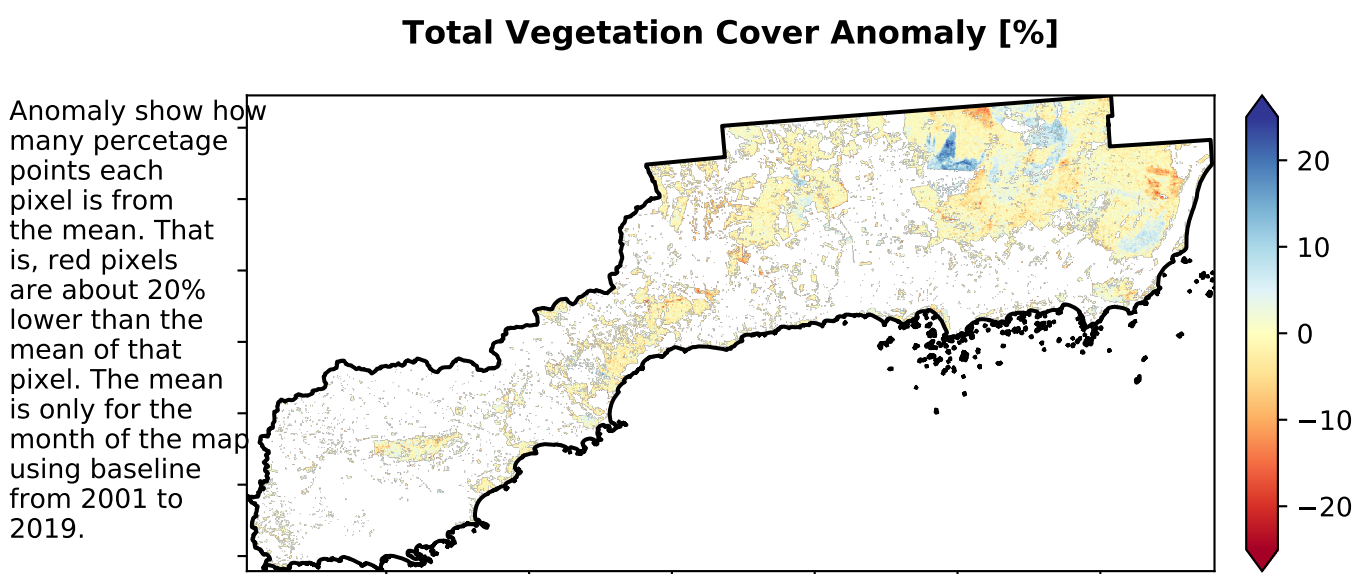 Total Vegetation Cover Anomaly [%]
Anomaly show how
many percetage
points each
pixel is from
the mean. That
is, red pixels
are about 20%
lower than the
mean of that
pixel. The mean
is only for the
month of the map
using baseline
from 2001 to
2019.
20
10
0
−10
−20